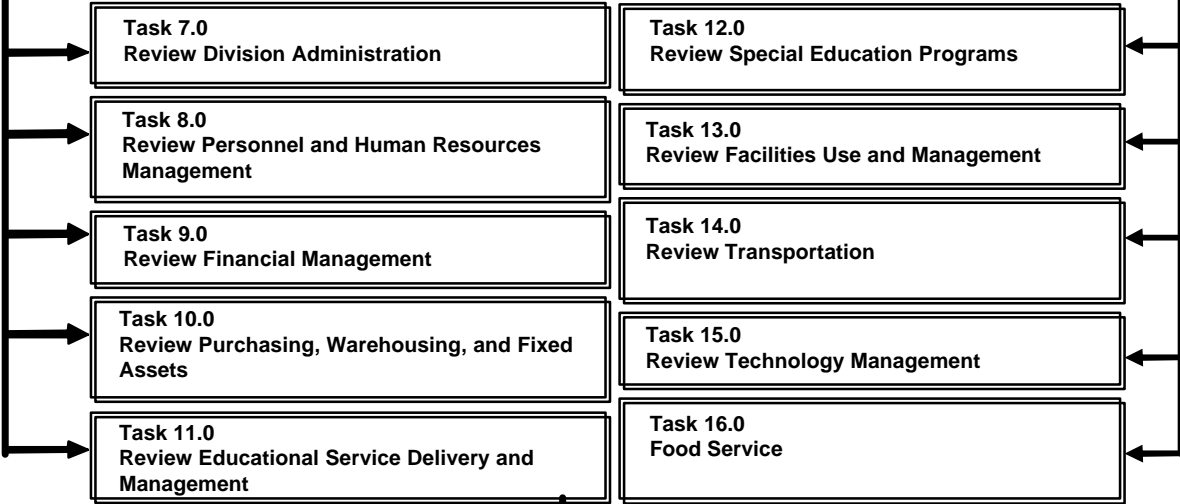 Task 7.0
Review Division Administration
Task 8.0
Review Personnel and Human Resources
Management
Task 9.0
Review Financial Management
Task 10.0
Review Purchasing, Warehousing, and Fixed
Assets
Task 11.0
Review Educational Service Delivery and
Management
Task 12.0
Review Special Education Programs
Task 13.0
Review Facilities Use and Management
Task 14.0
Review Transportation
Task 15.0
Review Technology Management
Task 16.0
Food Service